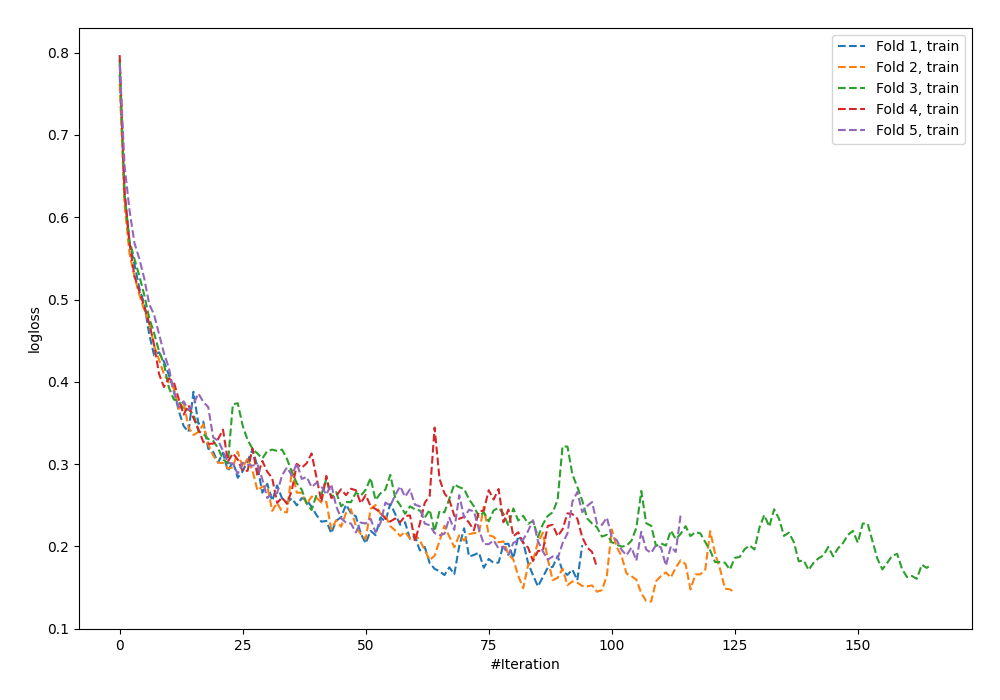 Fold 1, train
Fold 2, train
Fold 3, train
Fold 4, train
Fold 5, train
logloss
0.8
0.7
0.6
0.5
0.4
0.3
0.2
0.1
0 25 50 75 100 125 150
#Iteration